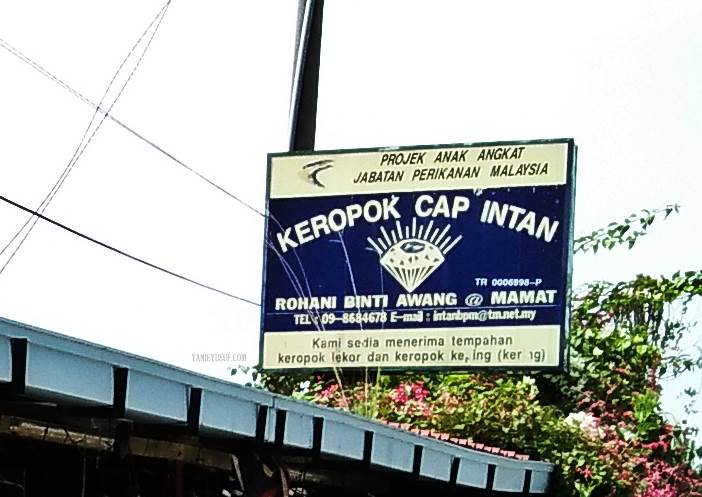 PROJEK ANAK ANGKAT
JABATAN PERIKANAN MALAYSIA
KEROPOK CAP INTAN
TR 0006998-P
ROHANI BINTI AWANG @ MAMAT
TEL : 09-8684678 E-mail : intanbpm@tm.net.my
Kami sedia menerima tempahan
keropok lekor dan keropok
YANIEYUSUF.COM